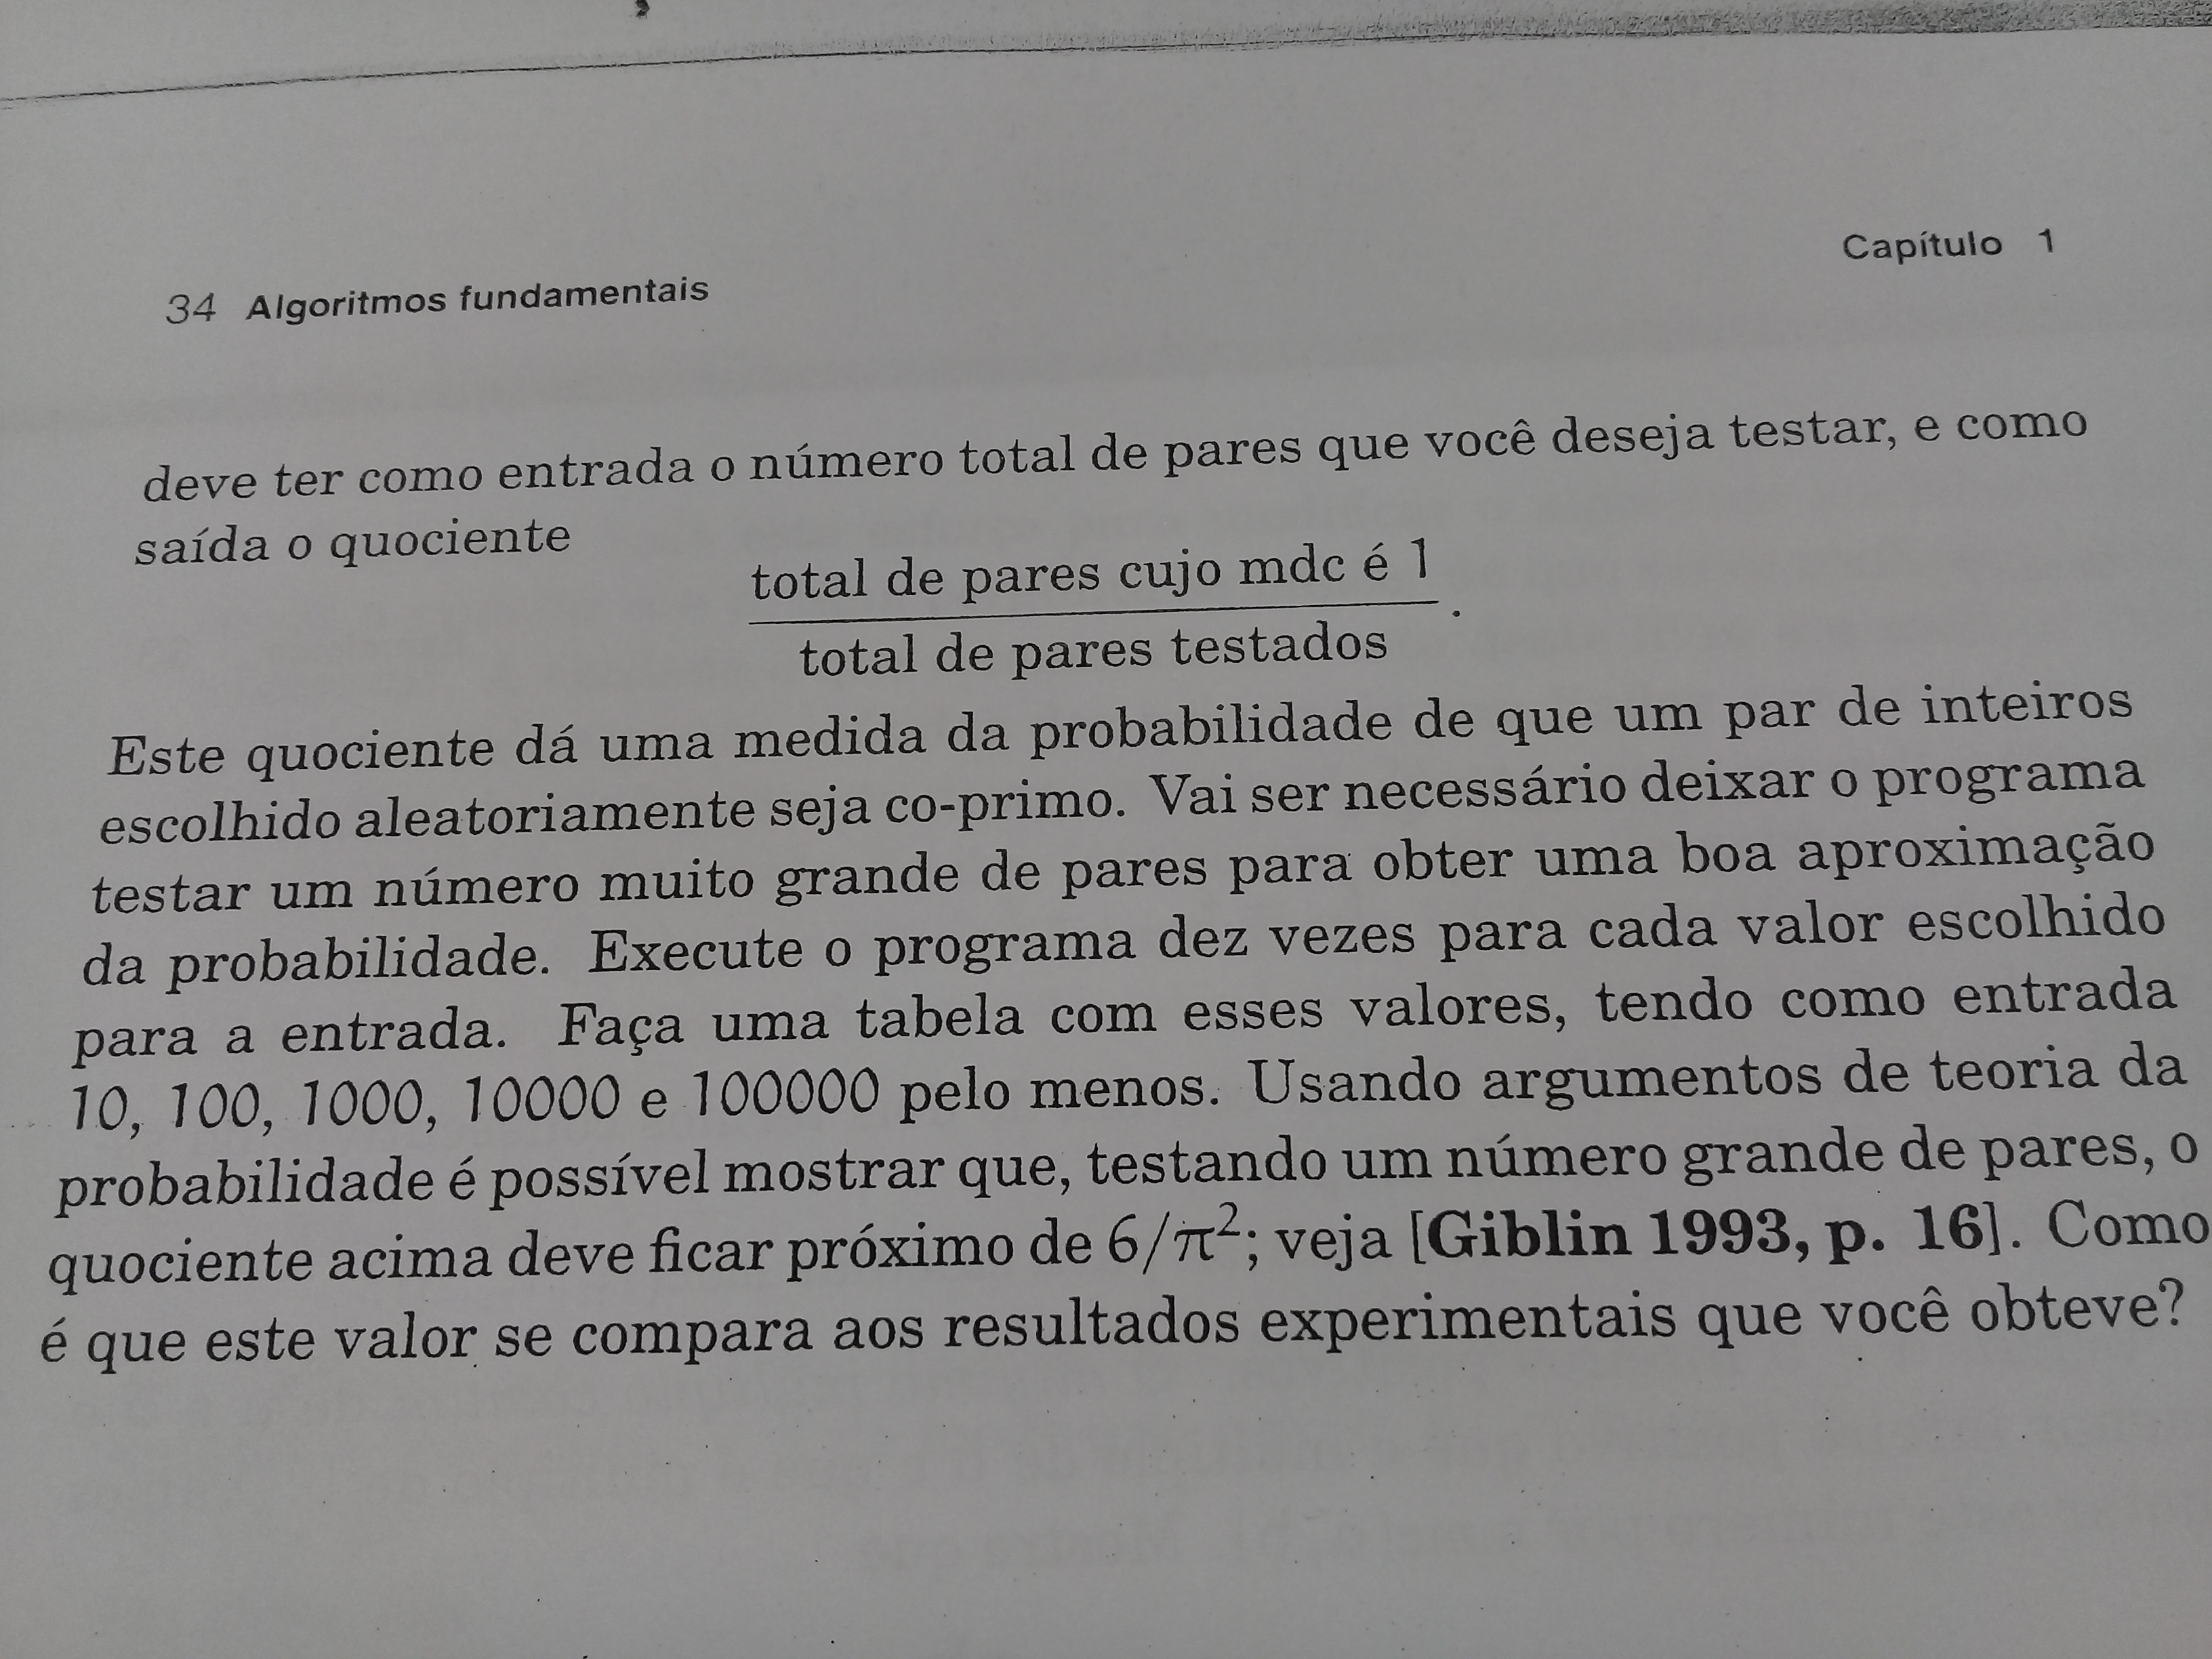 34 Algoritmos fundamentais
Capítulo 1
deve ter como entrada o número total de pares que você deseja testar, e como
saída o quociente
total de pares cujo mdc é 1
total de pares testados .
Este quociente dá uma medida da probabilidade de que um par de inteiros
escolhido aleatoriamente seja co-primo. Vai ser necessário deixar o programa
testar um número muito grande de pares para obter uma boa aproximação
da probabilidade. Execute o programa dez vezes para cada valor escolhido
para a entrada. Faça uma tabela com esses valores, tendo como entrada
10, 100, 1000, 10000 e 100000 pelo menos. Usando argumentos de teoria da
probabilidade é possível mostrar que, testando um número grande de pares, o
quociente acima deve ficar próximo de 6/π²; veja [Giblin 1993, p. 16]. Como
é que este valor se compara aos resultados experimentais que você obteve?